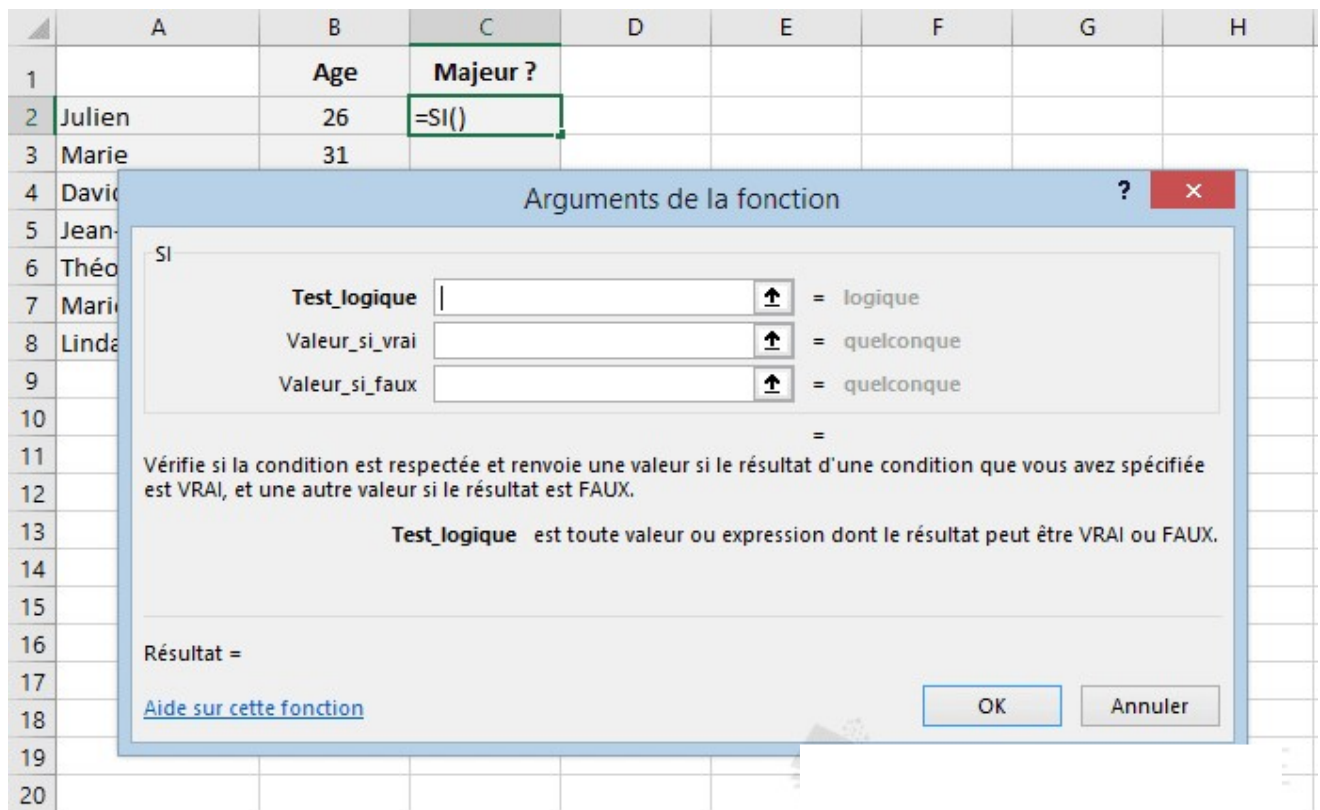 A B C D E F G H
1 Age Majeur ?
2 Julien 26 =SI()
3 Marie 31
4 David
5 Jean-
6 Théo
7 Mari
8 Linda
9
10
11
12
13
14
15
16
17
18
19
20
Arguments de la fonction ? ×
SI
Test_logique = logique
Valeur_si_vrai = quelconque
Valeur_si_faux = quelconque
=
Vérifie si la condition est respectée et renvoie une valeur si le résultat d'une condition que vous avez spécifiée
est VRAI, et une autre valeur si le résultat est FAUX.
Test_logique est toute valeur ou expression dont le résultat peut être VRAI ou FAUX.
Résultat =
Aide sur cette fonction
OK Annuler